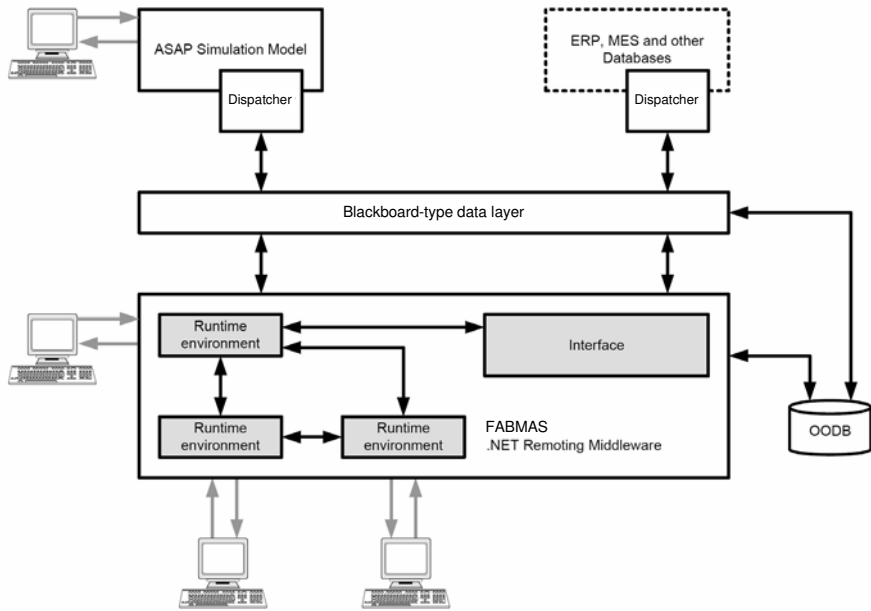 ASAP Simulation Model
Dispatcher
ERP, MES and other
Databases
Dispatcher
Blackboard-type data layer
Runtime
environment
Interface
Runtime
environment
Runtime
environment
FABMAS
.NET Remoting Middleware
OODB